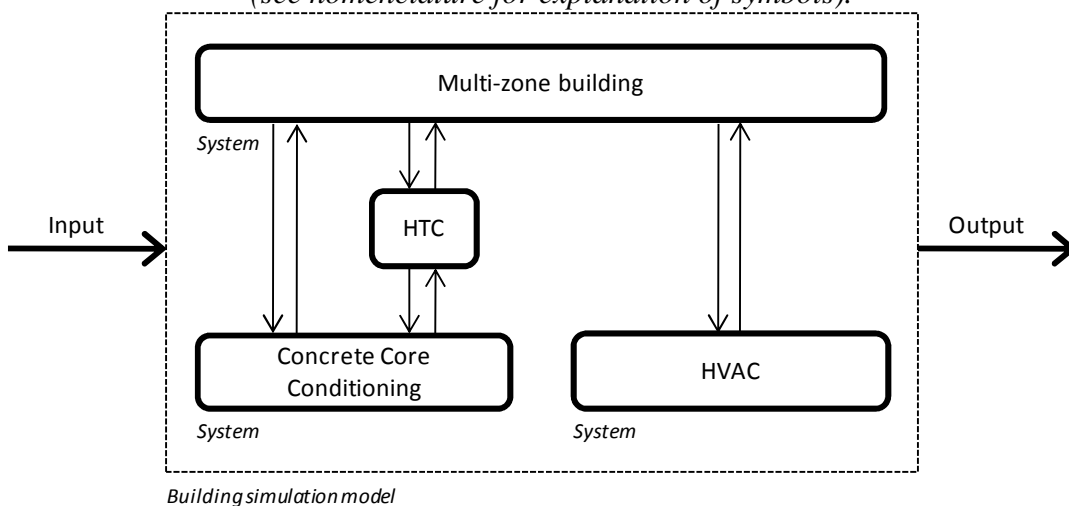 (see nomenclature for explanation of symbols).
Multi-zone building
System
Input
HTC
Output
Concrete Core
Conditioning
HVAC
System
System
Building simulation model